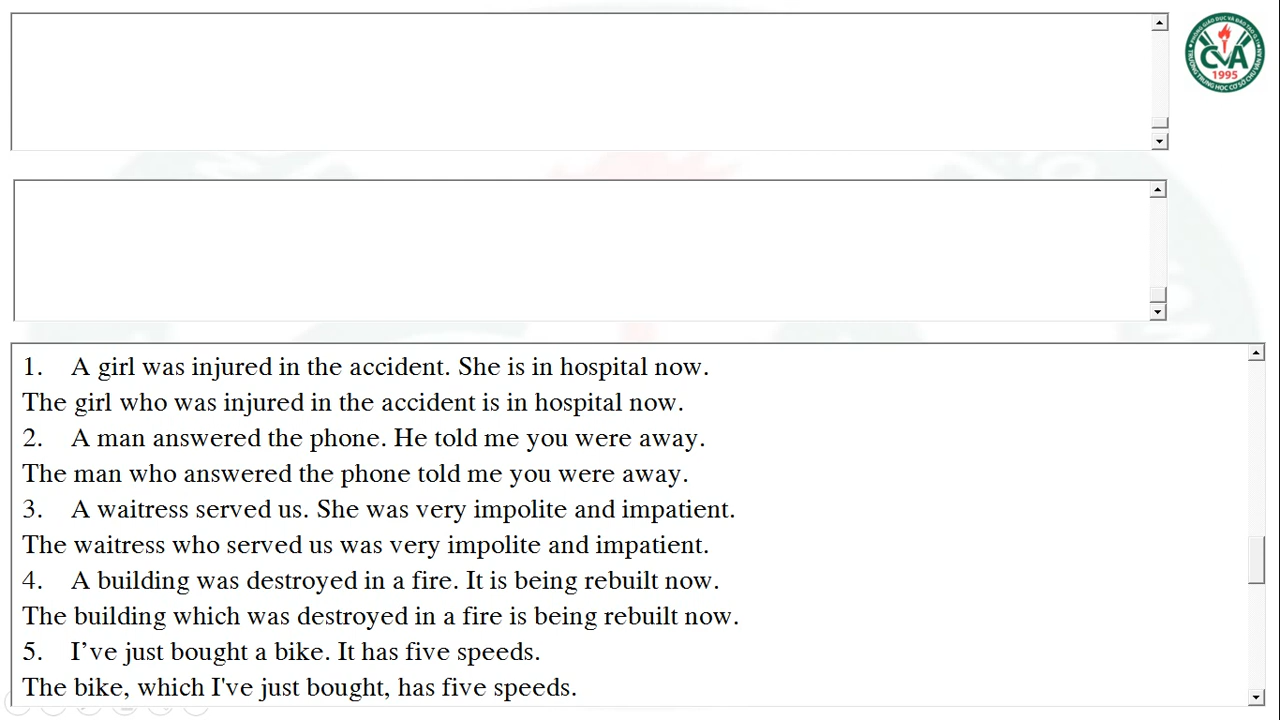 CVA
1995
1. A girl was injured in the accident. She is in hospital now.
The girl who was injured in the accident is in hospital now.
2. A man answered the phone. He told me you were away.
The man who answered the phone told me you were away.
3. A waitress served us. She was very impolite and impatient.
The waitress who served us was very impolite and impatient.
4. A building was destroyed in a fire. It is being rebuilt now.
The building which was destroyed in a fire is being rebuilt now.
5. I’ve just bought a bike. It has five speeds.
The bike, which I've just bought, has five speeds.